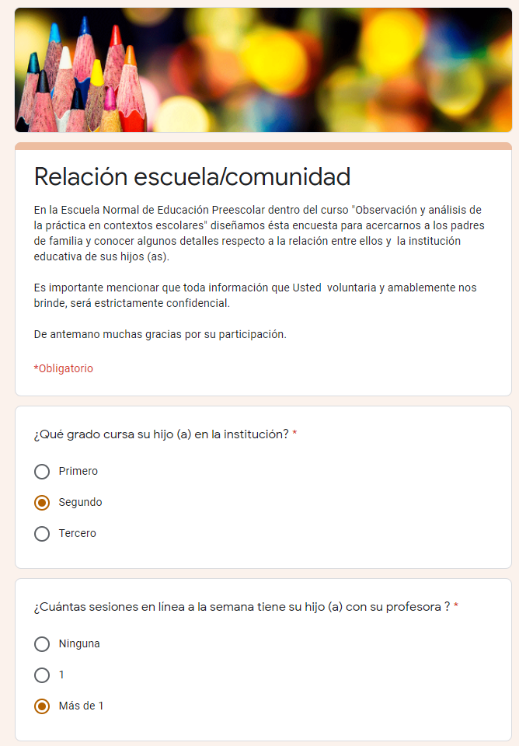 Relación escuela/comunidad
En la Escuela Normal de Educación Preescolar dentro del curso "Observación y análisis de
la práctica en contextos escolares" diseñamos ésta encuesta para acercarnos a los padres
de familia y conocer algunos detalles respecto a la relación entre ellos y  la institución
educativa de sus hijos (as).
Es importante mencionar que toda información que Usted  voluntaria y amablemente nos
brinde, será estrictamente confidencial.
De antemano muchas gracias por su participación.
*Obligatorio
¿Qué grado cursa su hijo (a) en la institución? *
Primero
Segundo
Tercero
¿Cuántas sesiones en línea a la semana tiene su hijo (a) con su profesora ? *
Ninguna
1
Más de 1